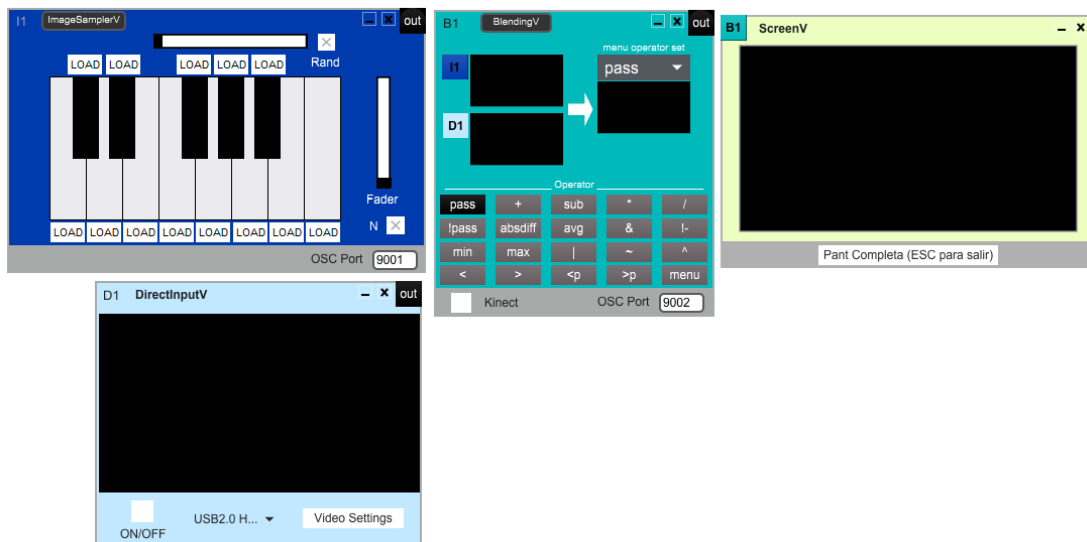 I1 ImageSamplerV out
LOAD LOAD LOAD LOAD LOAD Rand
Fader
N
LOAD LOAD LOAD LOAD LOAD LOAD LOAD LOAD
OSC Port 9001
D1 DirectInputV out
ON/OFF
USB2.0 H...
Video Settings
B1 BlendingV out
menu operator set
I1
pass
D1
Operator
pass + sub * /
!pass absdiff avg & !-
min max | ~ ^
< > <p >p menu
Kinect OSC Port 9002
B1 ScreenV
Pant Completa (ESC para salir)